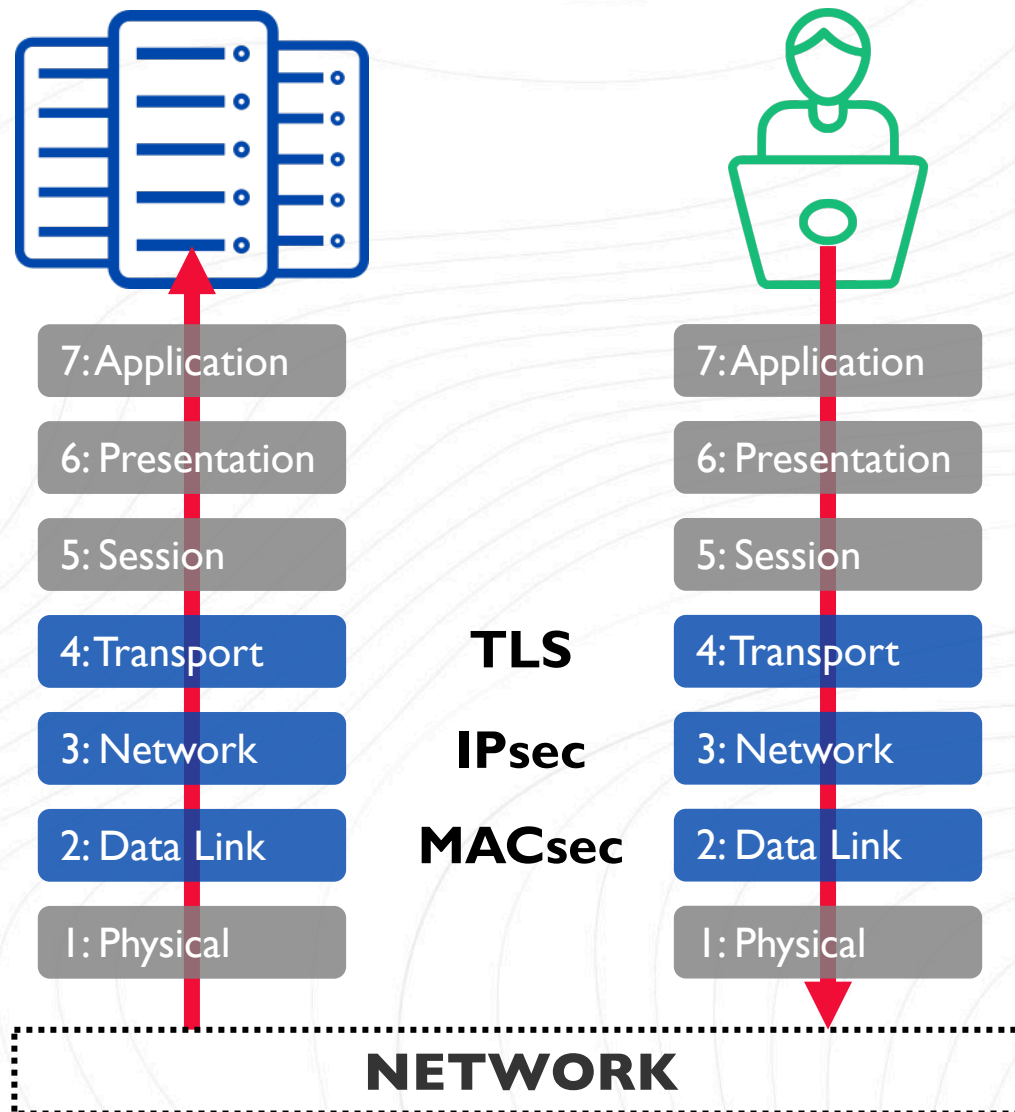 7: Application 7: Application
6: Presentation 6: Presentation
5: Session 5: Session
4: Transport TLS 4: Transport
3: Network IPsec 3: Network
2: Data Link MACsec 2: Data Link
1: Physical 1: Physical
NETWORK